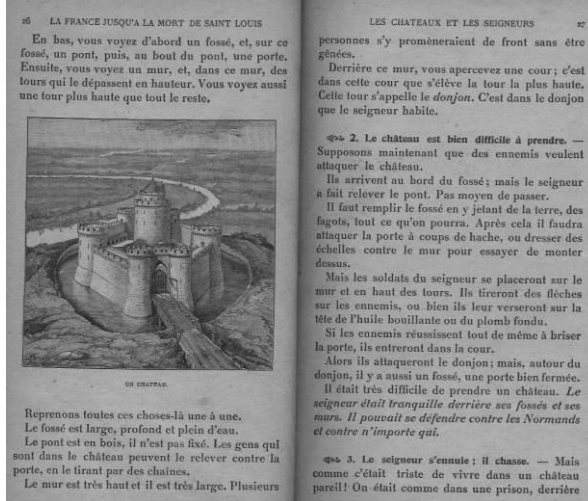 26 LA FRANCE JUSQU'A LA MORT DE SAINT LOUIS
En bas, vous voyez d'abord un fossé, et, sur ce
fossé, un pont, puis, au bout du pont, une porte.
Ensuite, vous voyez un mur, et, dans ce mur, des
tours qui le dépassent en hauteur. Vous voyez aussi
une tour plus haute que tout le reste.
UN CHATEAU.
Reprenons toutes ces choses-là une à une.
Le fossé est large, profond et plein d'eau.
Le pont est en bois, il n'est pas fixé. Les gens qui
sont dans le château peuvent le relever contre la
porte, en le tirant par des chaînes.
Le mur est très haut et il est très large. Plusieurs
LES CHATEAUX ET LES SEIGNEURS 27
personnes s'y promèneraient de front sans être
gênées.
Derrière ce mur, vous apercevez une cour ; c'est
dans cette cour que s'élève la tour la plus haute.
Cette tour s'appelle le donjon. C'est dans le donjon
que le seigneur habite.
2. Le château est bien difficile à prendre. —
Supposons maintenant que des ennemis veulent
attaquer le château.
Ils arrivent au bord du fossé ; mais le seigneur
a fait relever le pont. Pas moyen de passer.
Il faut remplir le fossé en y jetant de la terre, des
fagots, tout ce qu'on pourra. Après cela il faudra
attaquer la porte à coups de hache, ou dresser des
échelles contre le mur pour essayer de monter
dessus.
Mais les soldats du seigneur se placeront sur le
mur et en haut des tours. Ils tireront des flèches
sur les ennemis, ou bien ils leur verseront sur la
tête de l'huile bouillante ou du plomb fondu.
Si les ennemis réussissent tout de même à briser
la porte, ils entreront dans la cour.
Alors ils attaqueront le donjon ; mais, autour du
donjon, il y a aussi un fossé, une porte bien fermée.
Il était très difficile de prendre un château. Le
seigneur était tranquille derrière ses fossés et ses
murs. Il pouvait se défendre contre les Normands
et contre n'importe qui.
3. Le seigneur s'ennuie ; il chasse. — Mais
comme c'était triste de vivre dans un château
pareil ! On était comme dans une prison, derrière